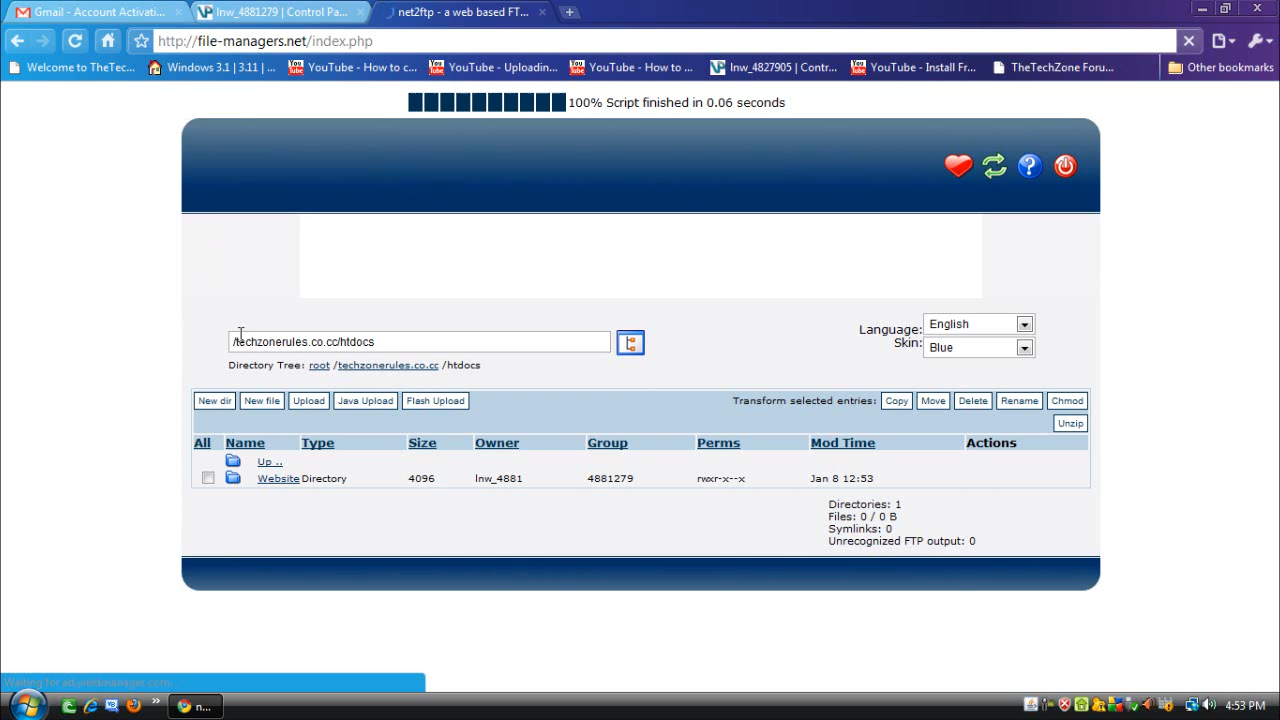 Gmail - Account Activati... lnw_4881279 | Control Pa... net2ftp - a web based FT...
http://file-managers.net/index.php
Welcome to TheTec... Windows 3.1 | 3.11 | ... YouTube - How to c... YouTube - Uploadin... YouTube - How to ... lnw_4827905 | Contr... YouTube - Install Fr... TheTechZone Foru... Other bookmarks
100% Script finished in 0.06 seconds
/techzonerules.co.cc/htdocs
Language: English
Skin: Blue
Directory Tree: root /techzonerules.co.cc /htdocs
New dir New file Upload Java Upload Flash Upload Transform selected entries: Copy Move Delete Rename Chmod
Unzip
All Name Type Size Owner Group Perms Mod Time Actions
Up ..
Website Directory 4096 lnw_4881 4881279 rwxr-x--x Jan 8 12:53
Directories: 1
Files: 0 / 0 B
Symlinks: 0
Unrecognized FTP output: 0
n... 4:53 PM